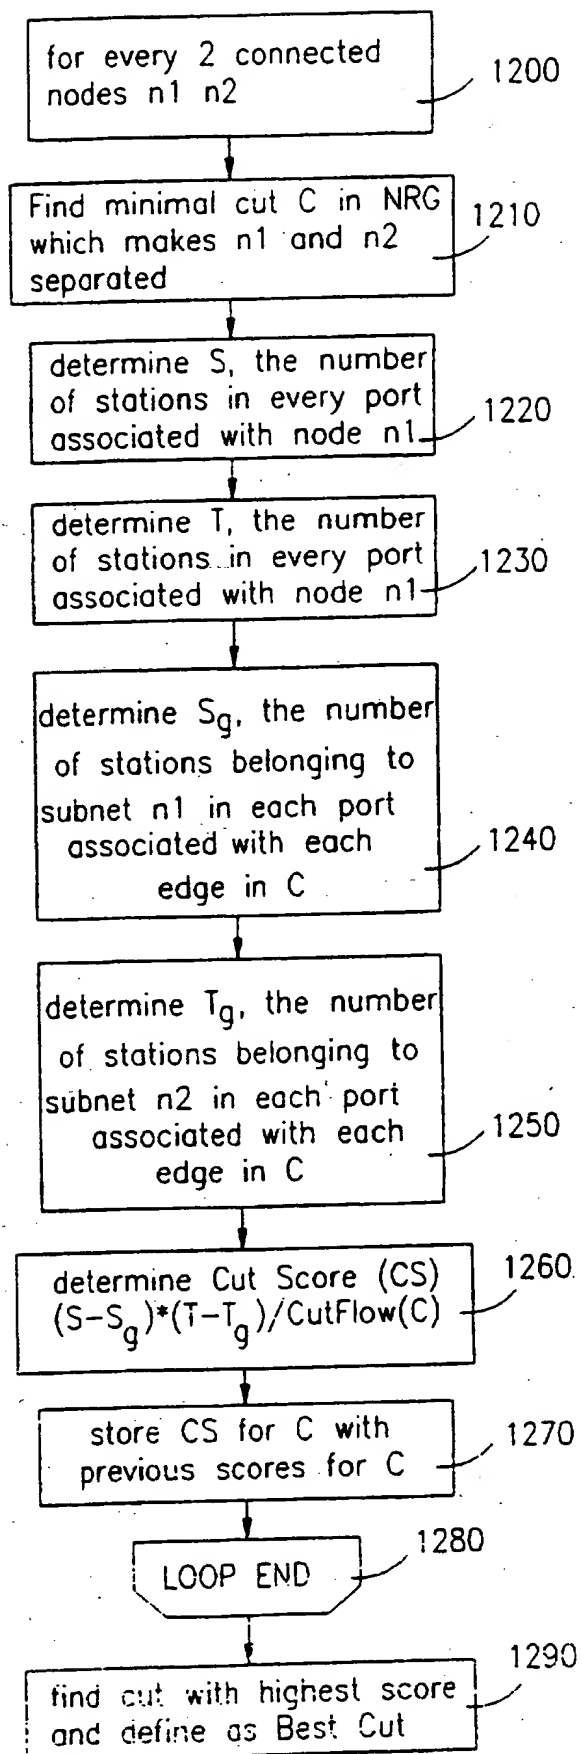 for every 2 connected
nodes n1 n2
1200
Find minimal cut C in NRG
which makes n1 and n2
separated
1210
determine S, the number
of stations in every port
associated with node n1
1220
determine T, the number
of stations in every port
associated with node n1
1230
determine Sg, the number
of stations belonging to
subnet n1 in each port
associated with each
edge in C
1240
determine Tg, the number
of stations belonging to
subnet n2 in each port
associated with each
edge in C
1250
determine Cut Score (CS)
(S-Sg)*(T-Tg)/CutFlow(C)
1260
store CS for C with
previous scores for C
1270
LOOP END
1280
find cut with highest score
and define as Best Cut
1290